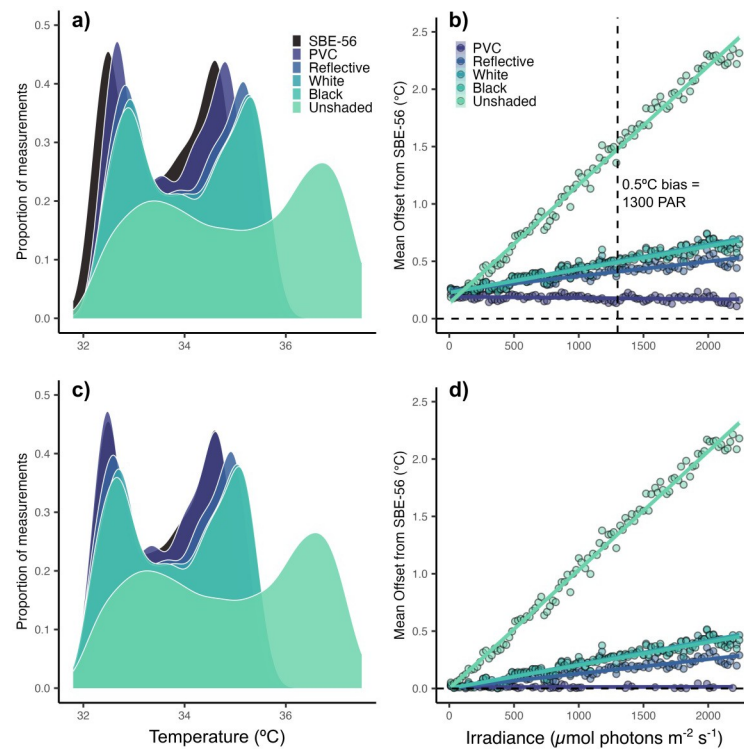 a)
0.5
0.4
0.3
0.2
0.1
0.0
Proportion of measurements
32
34
36
SBE-56
PVC
Reflective
White
Black
Unshaded
b)
2.5
2.0
1.5
1.0
0.5
0.0
Mean Offset from SBE-56 (°C)
0
500
1000
1500
2000
PVC
Reflective
White
Black
Unshaded
0.5ºC bias =
1300 PAR
c)
0.5
0.4
0.3
0.2
0.1
0.0
Proportion of measurements
32
34
36
Temperature (ºC)
d)
2.5
2.0
1.5
1.0
0.5
0.0
Mean Offset from SBE-56 (°C)
0
500
1000
1500
2000
Irradiance (µmol photons m⁻² s⁻¹)